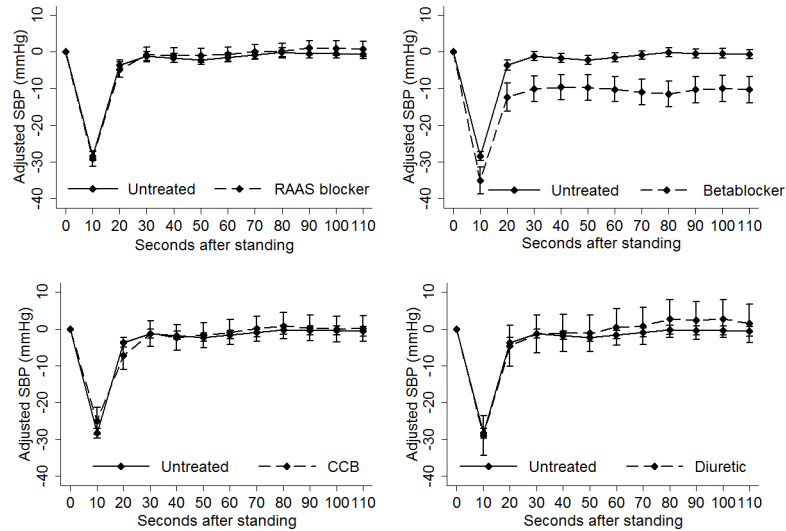 Adjusted SBP (mmHg)
10
0
-10
-20
-30
-40
Untreated RAAS blocker
0 10 20 30 40 50 60 70 80 90 100 110
Seconds after standing
Adjusted SBP (mmHg)
10
0
-10
-20
-30
-40
Untreated Betablocker
0 10 20 30 40 50 60 70 80 90 100 110
Seconds after standing
Adjusted SBP (mmHg)
10
0
-10
-20
-30
-40
Untreated CCB
0 10 20 30 40 50 60 70 80 90 100 110
Seconds after standing
Adjusted SBP (mmHg)
10
0
-10
-20
-30
-40
Untreated Diuretic
0 10 20 30 40 50 60 70 80 90 100 110
Seconds after standing